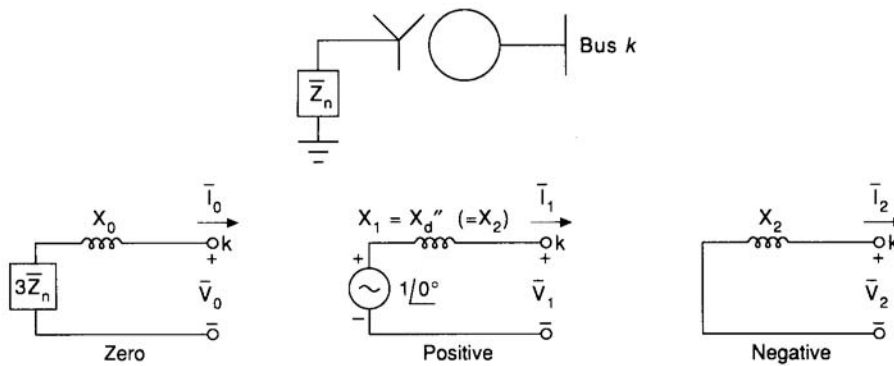 Bus k
Z̄n
X0
Ī0
k
+
3Z̄n
V̄0
−
Zero
X1 = Xd″ (=X2)
Ī1
k
+
+
1∠0°
V̄1
−
−
Positive
X2
Ī2
k
+
V̄2
−
Negative